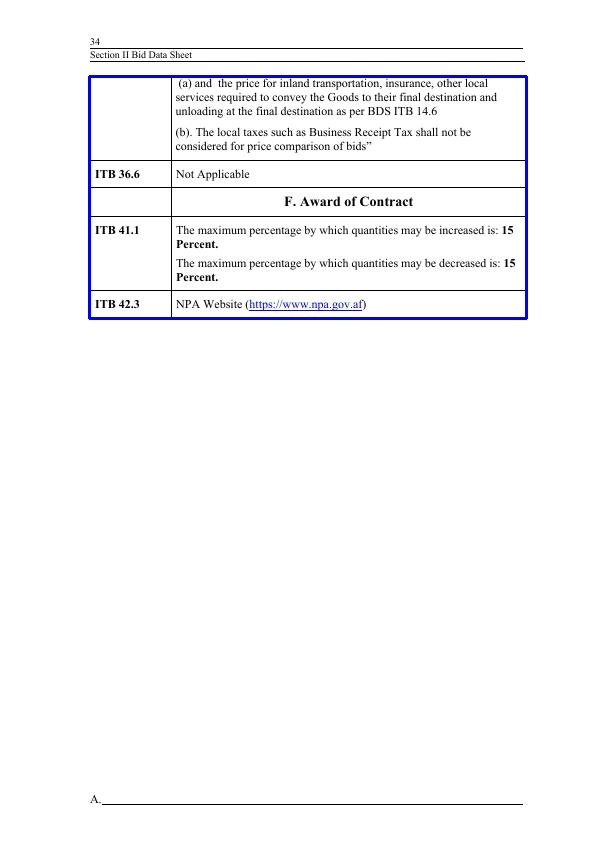 34
Section II Bid Data Sheet
(a) and  the price for inland transportation, insurance, other local
services required to convey the Goods to their final destination and
unloading at the final destination as per BDS ITB 14.6
(b). The local taxes such as Business Receipt Tax shall not be
considered for price comparison of bids”
ITB 36.6 Not Applicable
F. Award of Contract
ITB 41.1 The maximum percentage by which quantities may be increased is: 15
Percent.
The maximum percentage by which quantities may be decreased is: 15
Percent.
ITB 42.3 NPA Website (https://www.npa.gov.af)
A.